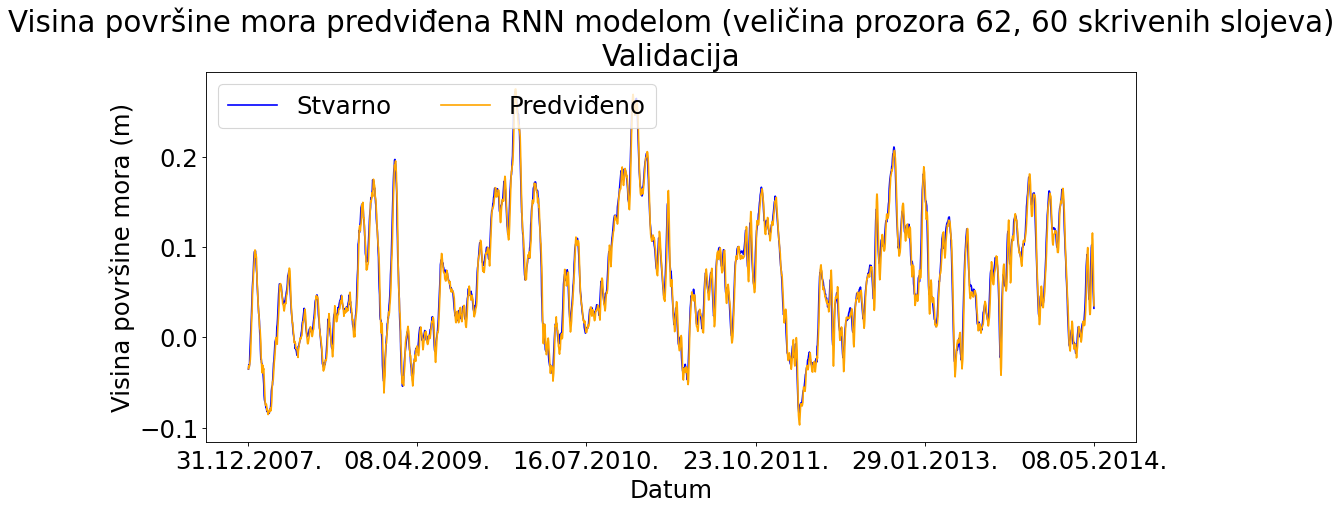 Visina površine mora predviđena RNN modelom (veličina prozora 62, 60 skrivenih slojeva)
Validacija
Stvarno Predviđeno
Visina površine mora (m)
0.2
0.1
0.0
−0.1
31.12.2007. 08.04.2009. 16.07.2010. 23.10.2011. 29.01.2013. 08.05.2014.
Datum